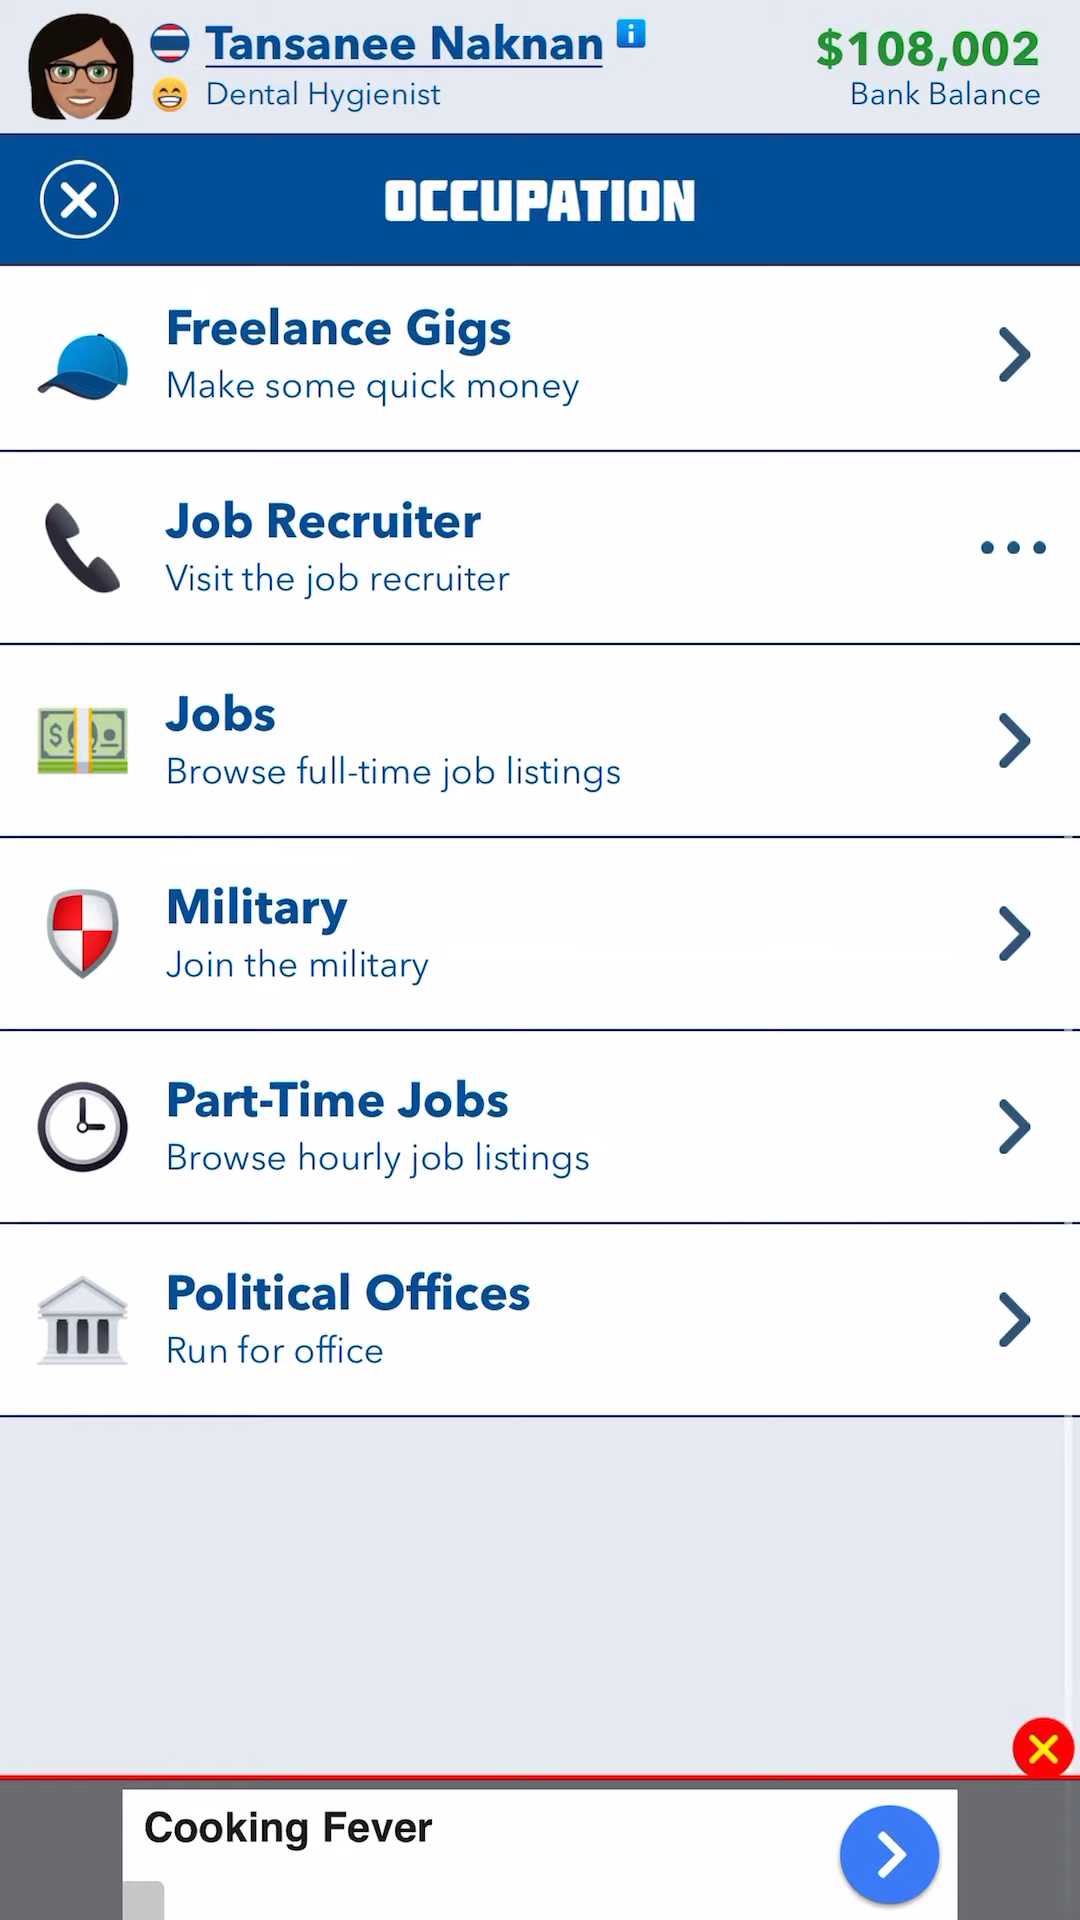 Tansanee Naknan
$108,002
Dental Hygienist
Bank Balance
OCCUPATION
Freelance Gigs
Make some quick money
Job Recruiter
Visit the job recruiter
Jobs
Browse full-time job listings
Military
Join the military
Part-Time Jobs
Browse hourly job listings
Political Offices
Run for office
Cooking Fever